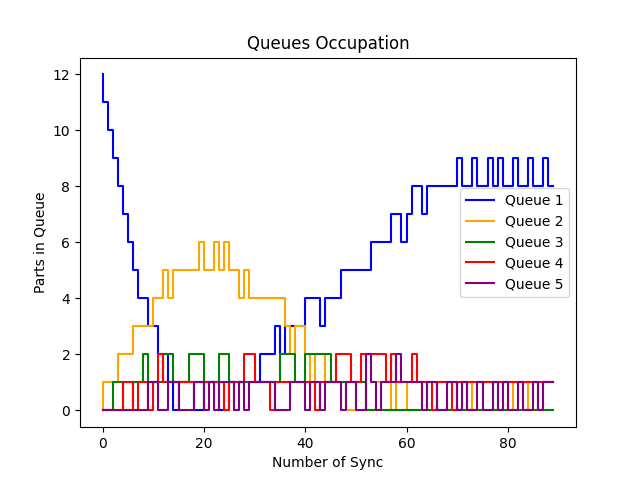 Queues Occupation
12
10
8
6
4
2
0
Parts in Queue
Queue 1
Queue 2
Queue 3
Queue 4
Queue 5
0 20 40 60 80
Number of Sync